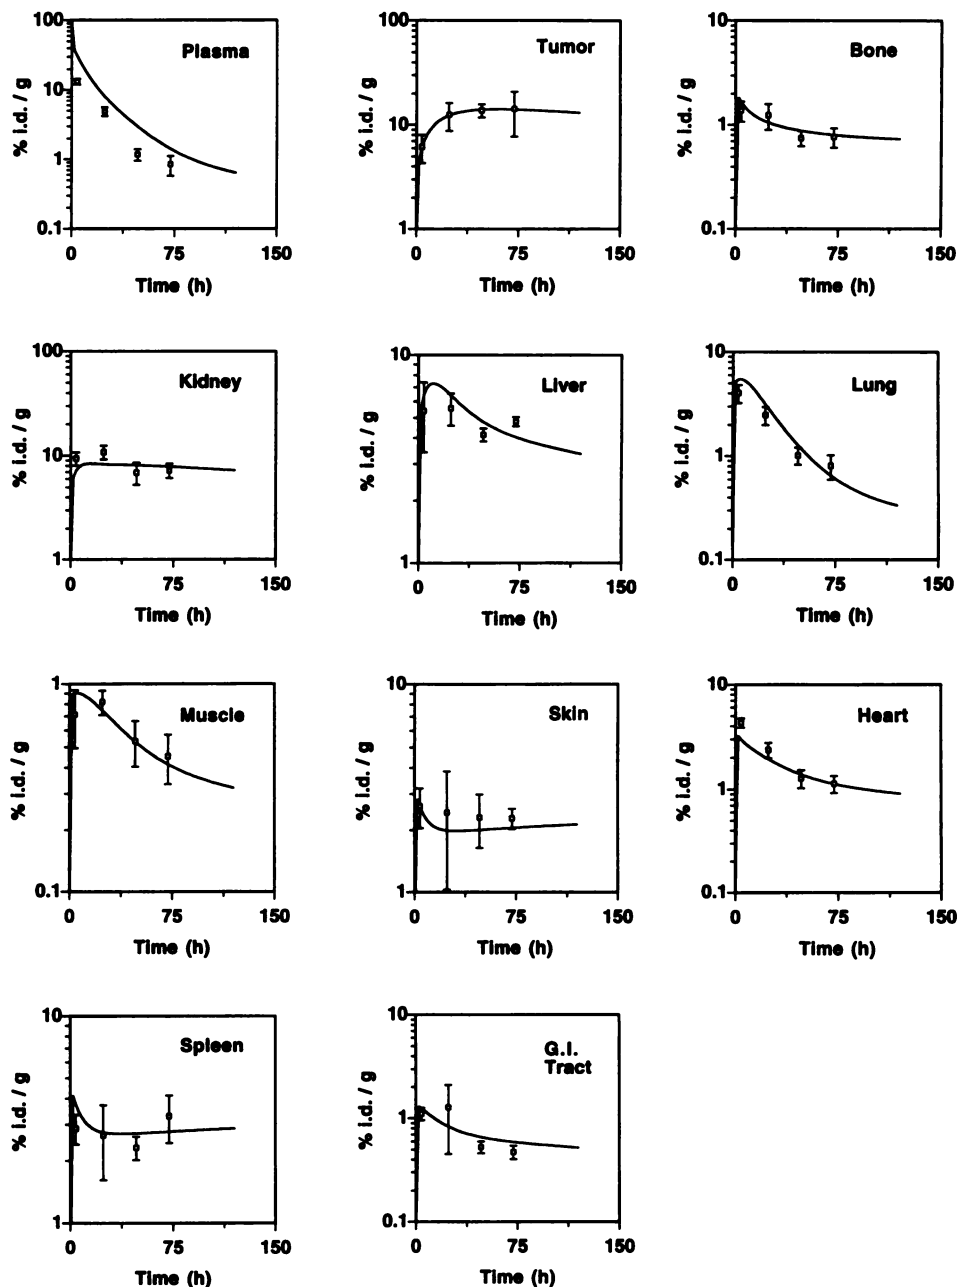 100
Plasma
% i.d. / g
10
1
0.1
0 75 150
Time (h)
100
Tumor
% i.d. / g
10
1
0 75 150
Time (h)
10
Bone
% i.d. / g
1
0.1
0 75 150
Time (h)
100
Kidney
% i.d. / g
10
1
0 75 150
Time (h)
10
Liver
% i.d. / g
1
0 75 150
Time (h)
10
Lung
% i.d. / g
1
0.1
0 75 150
Time (h)
1
Muscle
% i.d. / g
0.1
0 75 150
Time (h)
10
Skin
% i.d. / g
1
0 75 150
Time (h)
10
Heart
% i.d. / g
1
0.1
0 75 150
Time (h)
10
Spleen
% i.d. / g
1
0 75 150
Time (h)
10
G.I.
Tract
% i.d. / g
1
0.1
0 75 150
Time (h)